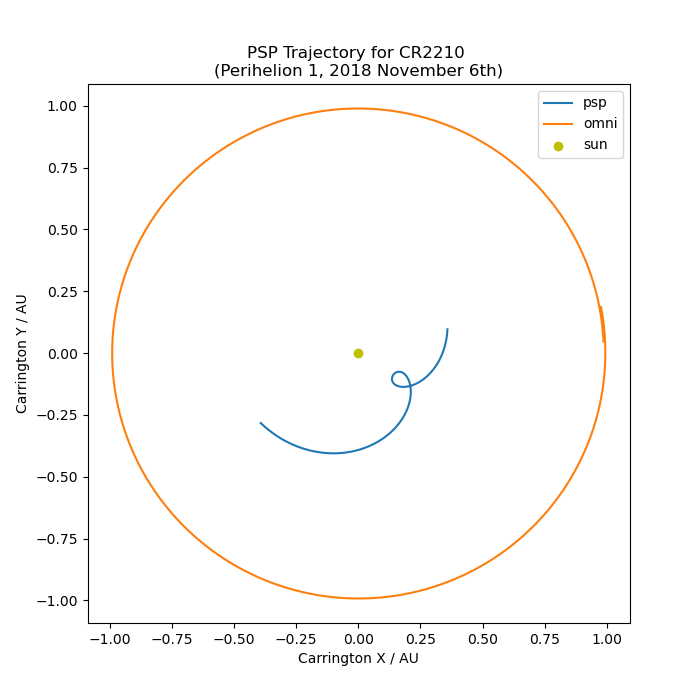 PSP Trajectory for CR2210
(Perihelion 1, 2018 November 6th)
psp
omni
sun
1.00
0.75
0.50
0.25
0.00
−0.25
−0.50
−0.75
−1.00
Carrington Y / AU
−1.00
−0.75
−0.50
−0.25
0.00
0.25
0.50
0.75
1.00
Carrington X / AU